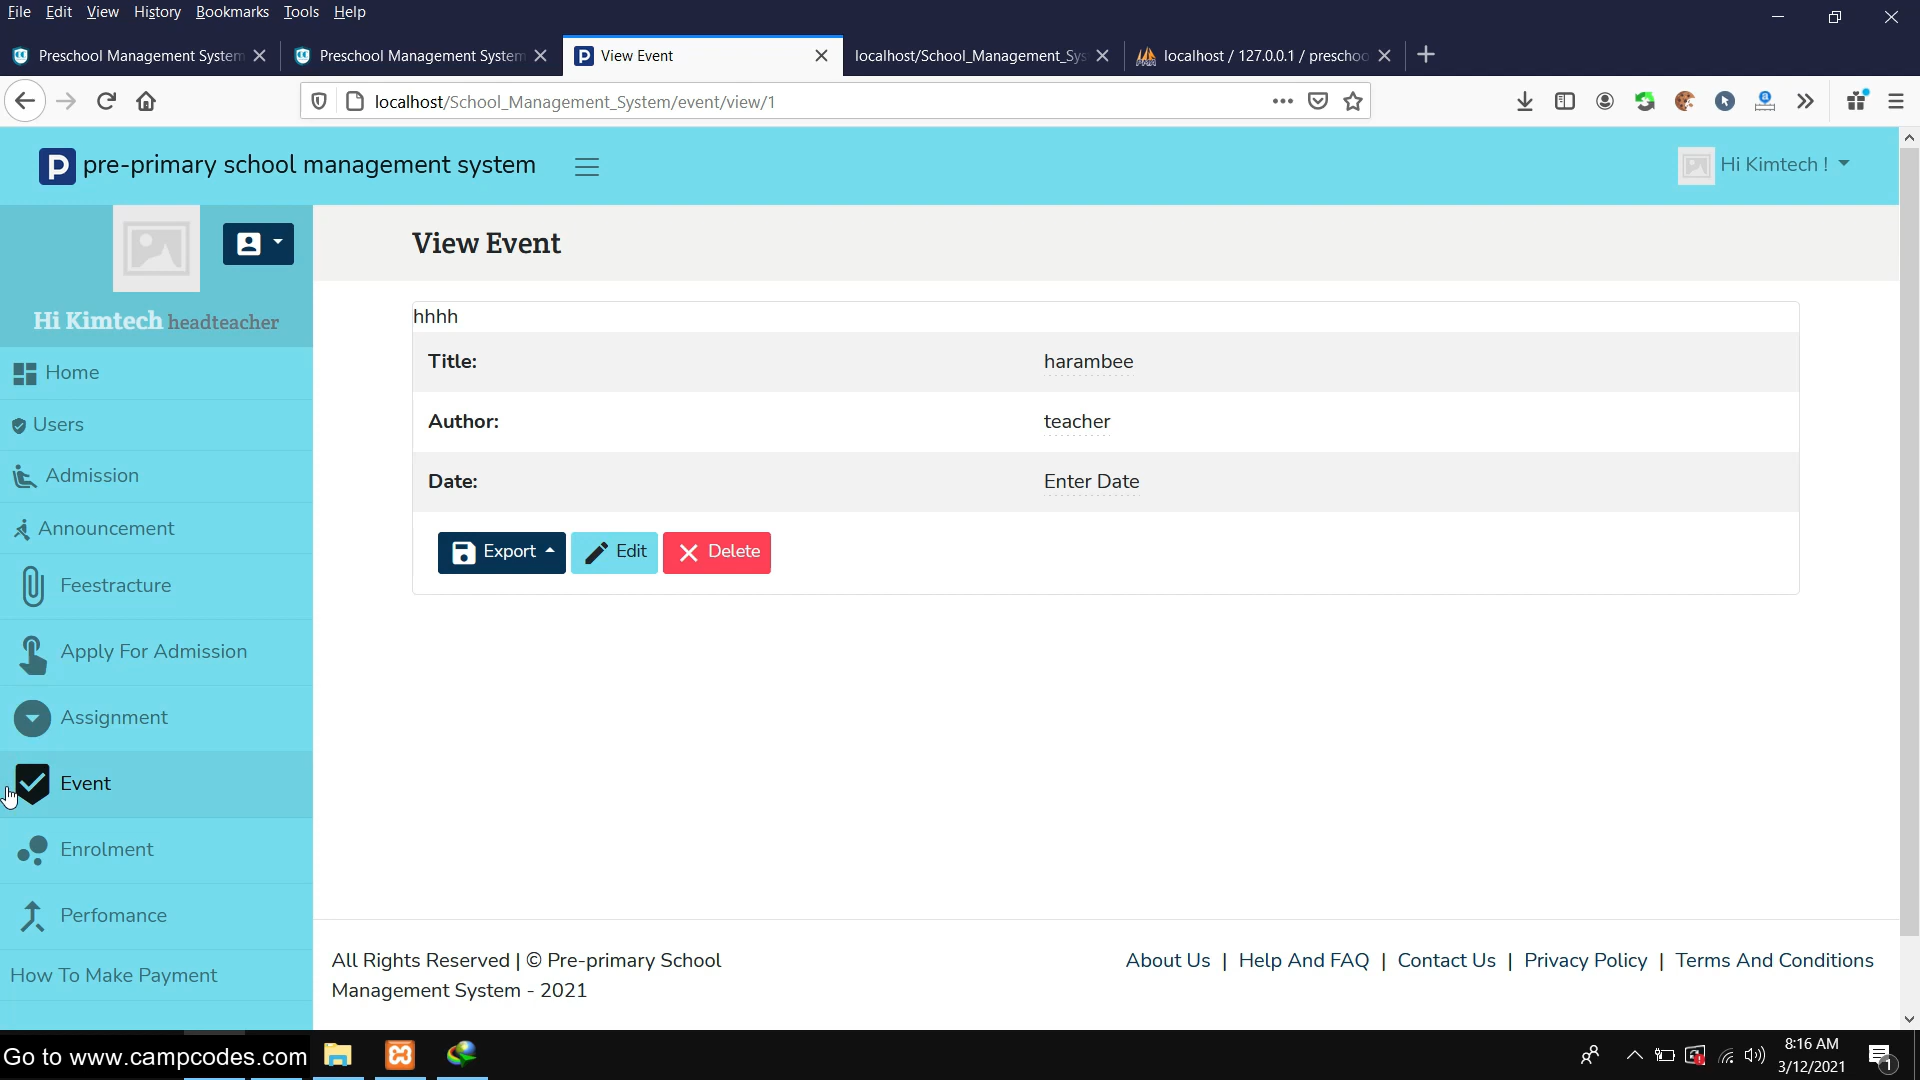 File Edit View History Bookmarks Tools Help
Preschool Management System
Preschool Management System
View Event
localhost/School_Management_Sys
localhost / 127.0.0.1 / preschoo
localhost/School_Management_System/event/view/1
P pre-primary school management system
Hi Kimtech !
Hi Kimtech headteacher
Home
Users
Admission
Announcement
Feestracture
Apply For Admission
Assignment
Event
Enrolment
Perfomance
How To Make Payment
View Event
hhhh
Title: harambee
Author: teacher
Date: Enter Date
Export Edit Delete
All Rights Reserved | © Pre-primary School
Management System - 2021
About Us | Help And FAQ | Contact Us | Privacy Policy | Terms And Conditions
Go to www.campcodes.com
8:16 AM
3/12/2021
1